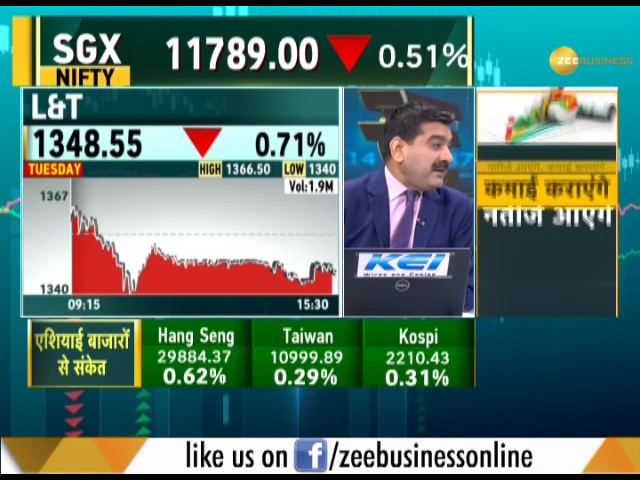 SGX
NIFTY
11789.00
0.51%
ZEE BUSINESS
L&T
1348.55
0.71%
TUESDAY
HIGH 1366.50 LOW 1340
Vol:1.9M
1367
1340
09:15
15:30
KEI
Wires and Cables
DELL
कमाई कराएंगे
नतीजे आएंगे
एशियाई बाजारों
से संकेत
Hang Seng
29884.37
0.62%
Taiwan
10999.89
0.29%
Kospi
2210.43
0.31%
like us on f/zeebusinessonline